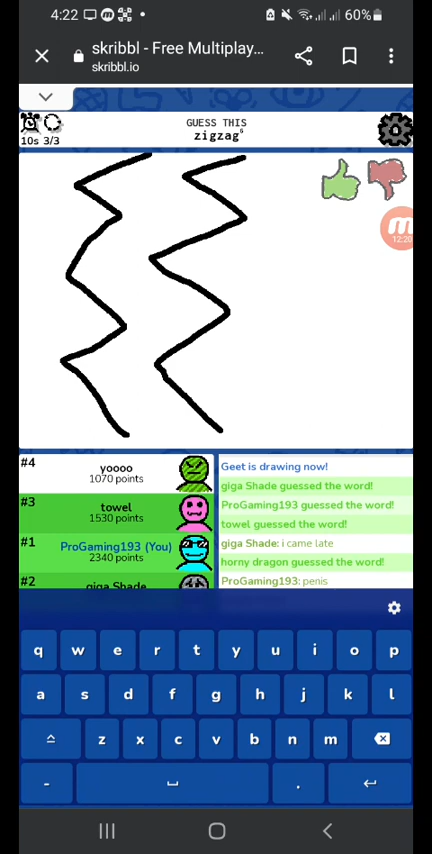 4:22
60%
skribbl - Free Multiplay...
skribbl.io
GUESS THIS
10s 3/3
zigzag6
12:20
#4
yoooo
1070 points
#3
towel
1530 points
#1
ProGaming193 (You)
2340 points
#2
giga Shade
Geet is drawing now!
giga Shade guessed the word!
ProGaming193 guessed the word!
towel guessed the word!
giga Shade: i came late
horny dragon guessed the word!
ProGaming193: penis
q w e r t y u i o p
a s d f g h j k l
z x c v b n m
- .